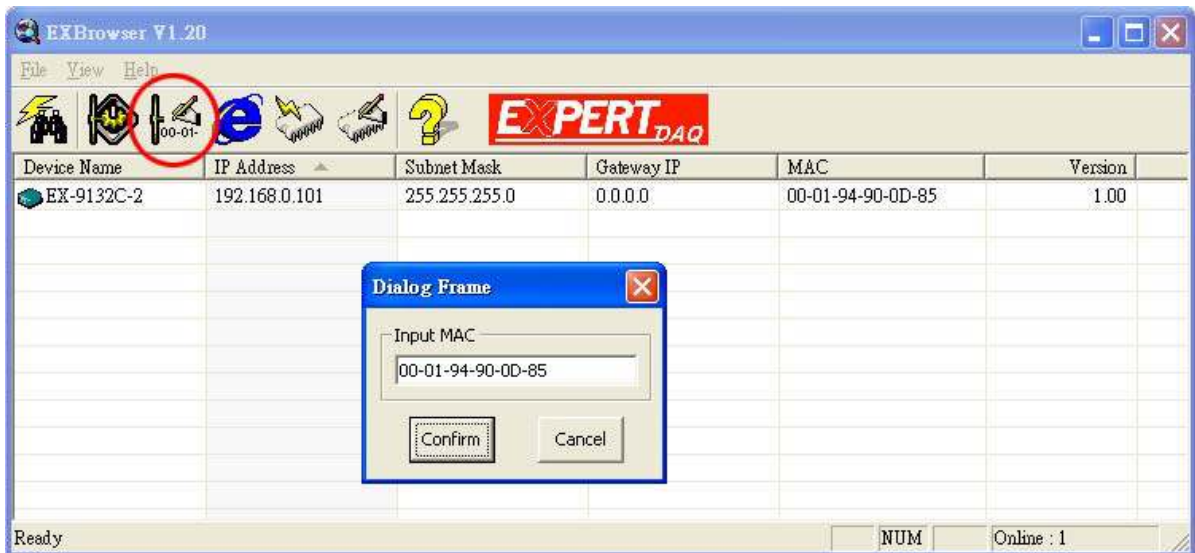 EXBrowser V1.20
File View Help
00-01-
EXPERT DAQ
Device Name IP Address Subnet Mask Gateway IP MAC Version
EX-9132C-2 192.168.0.101 255.255.255.0 0.0.0.0 00-01-94-90-0D-85 1.00
Dialog Frame
Input MAC
00-01-94-90-0D-85
Confirm Cancel
Ready NUM Online : 1